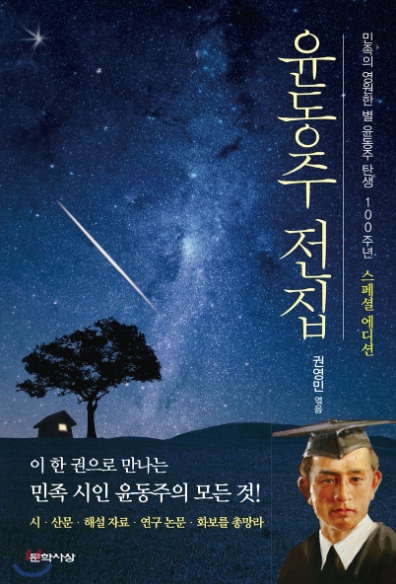 민족의 영원한 별 윤동주 탄생 100주년 스페셜 에디션
윤동주 전집
권영민 엮음
이 한 권으로 만나는
민족 시인 윤동주의 모든 것!
시 · 산문 · 해설 자료 · 연구 논문 · 화보를 총망라
문학사상